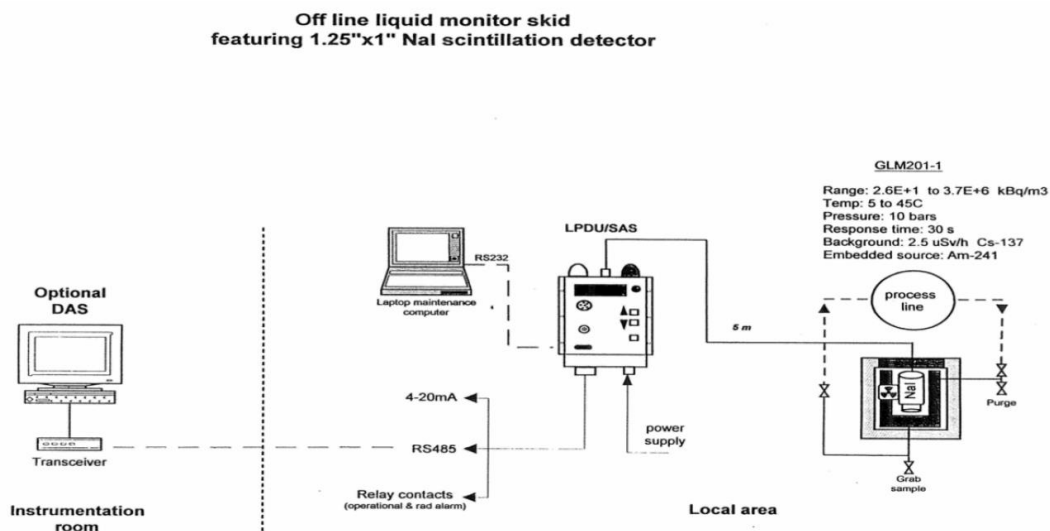 Off line liquid monitor skid
featuring 1.25"x1" NaI scintillation detector
GLM201-1
Range: 2.6E+1 to 3.7E+6 kBq/m3
Temp: 5 to 45C
Pressure: 10 bars
Response time: 30 s
Background: 2.5 uSv/h Cs-137
Embedded source: Am-241
LPDU/SAS
RS232
Laptop maintenance
computer
Optional
DAS
process
line
5 m
NaI
Purge
4-20mA
RS485
power
supply
Transceiver
Grab
sample
Relay contacts
(operational & rad alarm)
Instrumentation
room
Local area